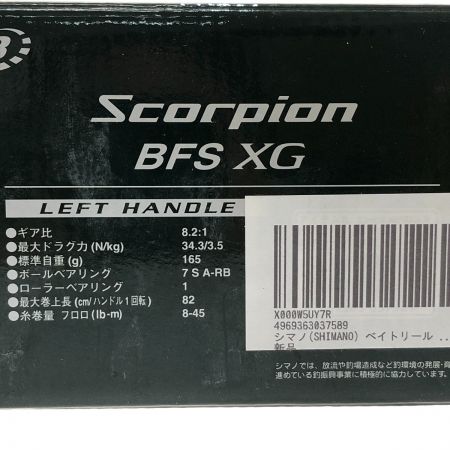 Scorpion
BFS XG
LEFT HANDLE
●ギア比 8.2:1
●最大ドラグ力(N/kg) 34.3/3.5
●標準自重(g) 165
●ボールベアリング 7 S A-RB
●ローラーベアリング 1
●最大巻上長(cm/ハンドル1回転) 82
●糸巻量 フロロ(lb-m) 8-45
X000W5UY7R
4969363037589
シマノ(SHIMANO) ベイトリール ...
新品
シマノでは、放流や釣場造成など釣環境の発展・育
進めている釣振興事業に積極的に協力しています。